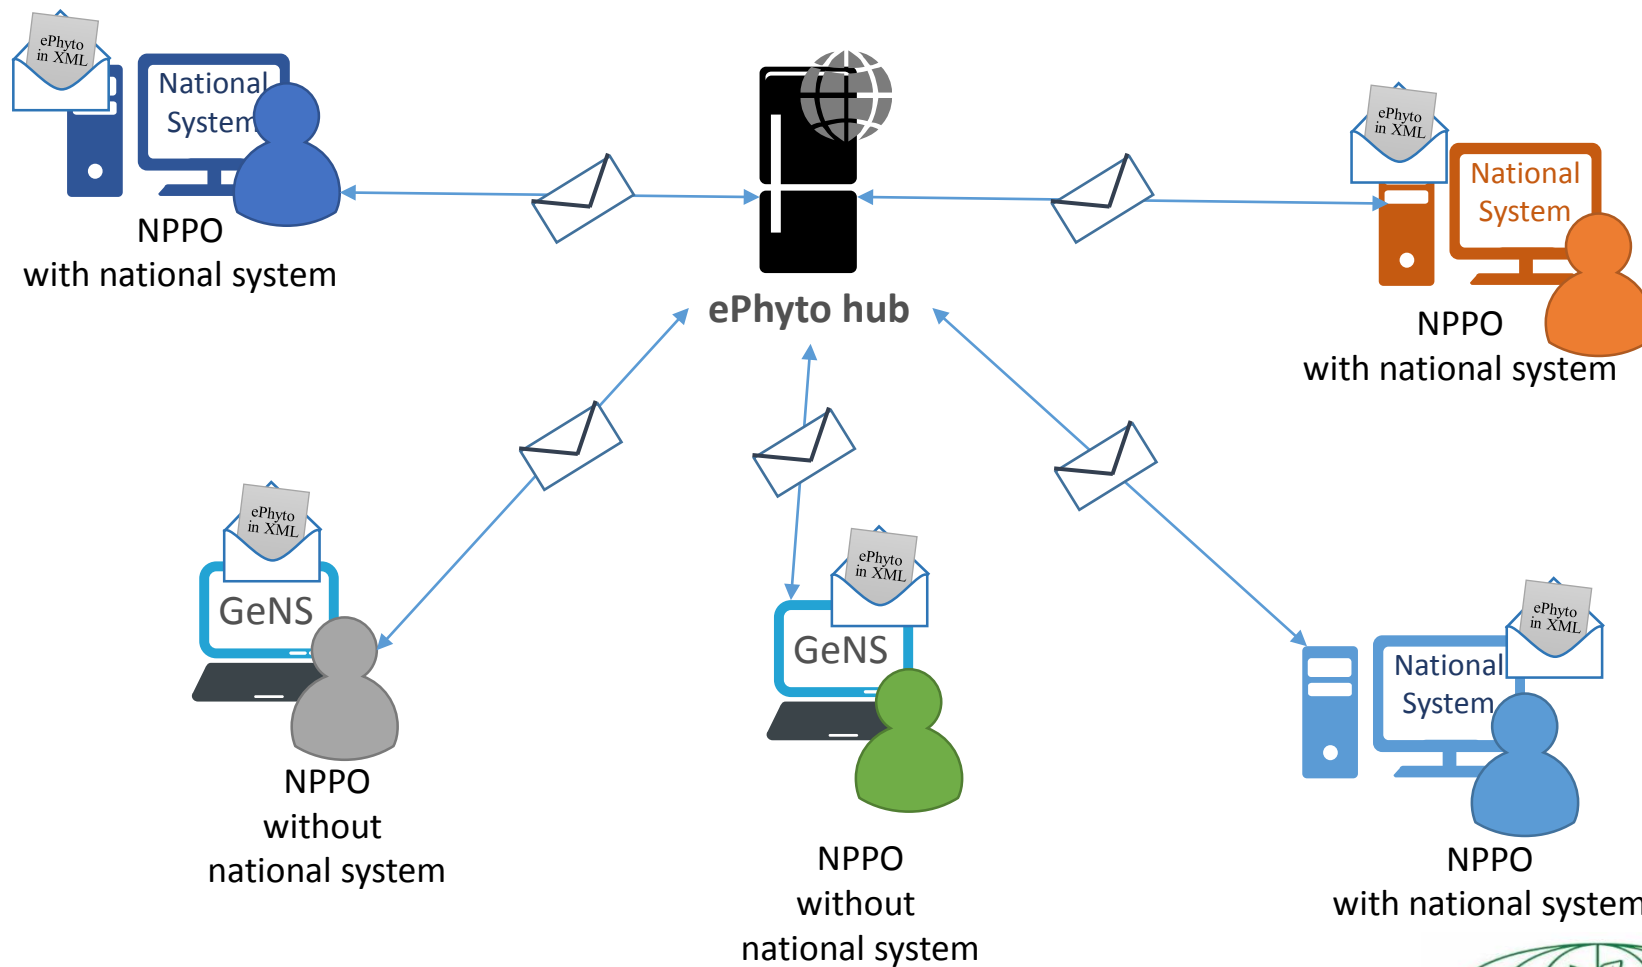 ePhyto
in XML
National
System
NPPO
with national system
ePhyto hub
ePhyto
in XML
National
System
NPPO
with national system
ePhyto
in XML
GeNS
NPPO
without
national system
ePhyto
in XML
GeNS
NPPO
without
national system
ePhyto
in XML
National
System
NPPO
with national system